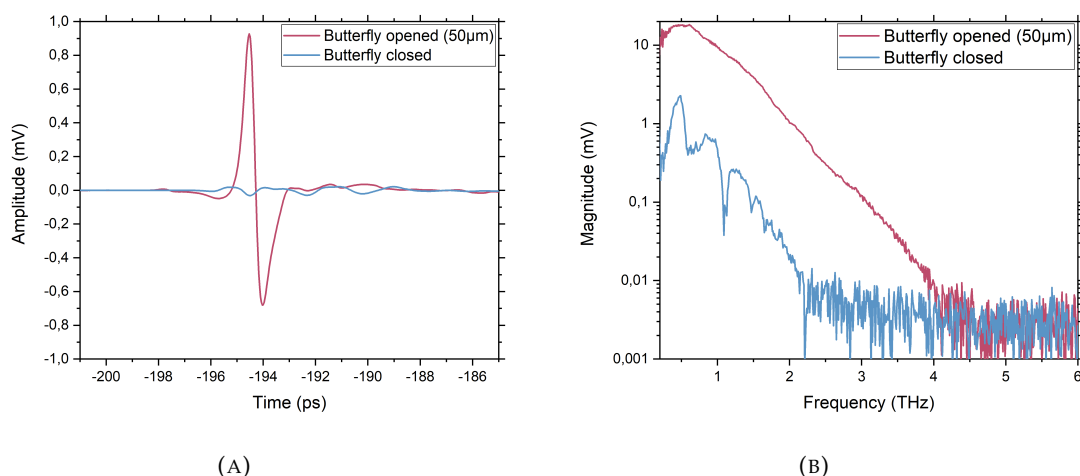 Butterfly opened (50µm)
Butterfly closed
1,0
0,8
0,6
0,4
0,2
0,0
-0,2
-0,4
-0,6
-0,8
-1,0
Amplitude (mV)
-200 -198 -196 -194 -192 -190 -188 -186
Time (ps)
(A)
Butterfly opened (50µm)
Butterfly closed
10
1
0,1
0,01
0,001
Magnitude (mV)
1 2 3 4 5 6
Frequency (THz)
(B)